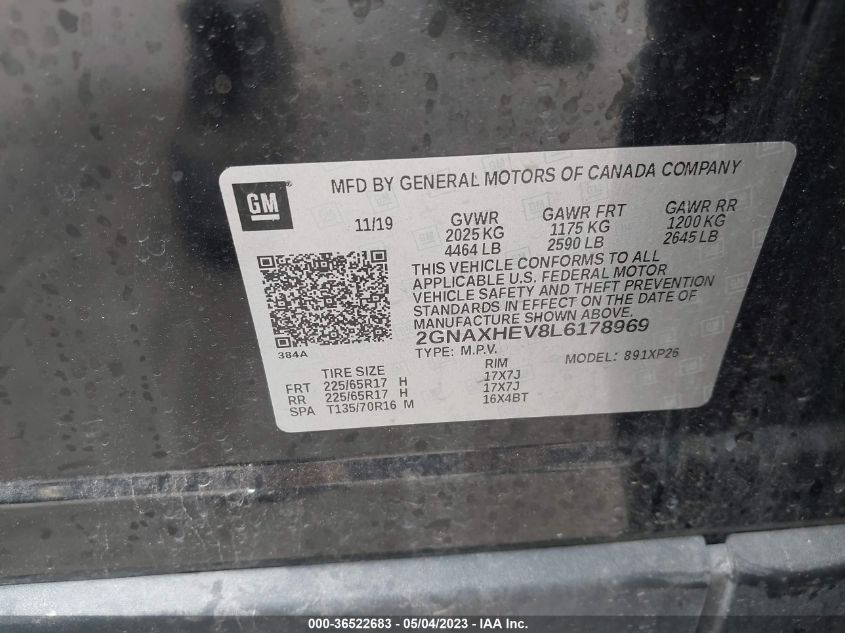 GM
MFD BY GENERAL MOTORS OF CANADA COMPANY
11/19 GVWR GAWR FRT GAWR RR
2025 KG 1175 KG 1200 KG
4464 LB 2590 LB 2645 LB
THIS VEHICLE CONFORMS TO ALL
APPLICABLE U.S. FEDERAL MOTOR
VEHICLE SAFETY AND THEFT PREVENTION
STANDARDS IN EFFECT ON THE DATE OF
MANUFACTURE SHOWN ABOVE.
2GNAXHEV8L6178969
TYPE: M.P.V. MODEL: 891XP26
384A
TIRE SIZE RIM
FRT 225/65R17 H 17X7J
RR 225/65R17 H 17X7J
SPA T135/70R16 M 16X4BT
000-36522683 - 05/04/2023 - IAA Inc.